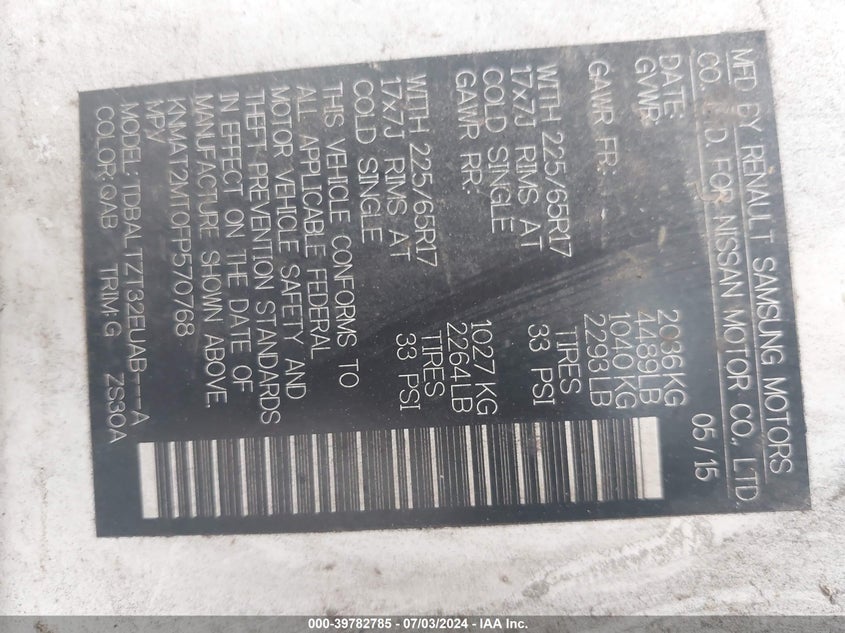 MFD BY RENAULT SAMSUNG MOTORS
CO. LTD. FOR NISSAN MOTOR CO., LTD
DATE: 05 / 15
GVWR: 2036KG
4489LB
GAWR FR: 1040KG
2293LB
WITH 225/65R17 TIRES
17x7J RIMS AT 33 PSI
COLD SINGLE
GAWR RR: 1027KG
2264LB
WITH 225/65R17 TIRES
17x7J RIMS AT 33 PSI
COLD SINGLE
THIS VEHICLE CONFORMS TO
ALL APPLICABLE FEDERAL
MOTOR VEHICLE SAFETY AND
THEFT PREVENTION STANDARDS
IN EFFECT ON THE DATE OF
MANUFACTURE SHOWN ABOVE.
KNMAT2MT0FP570768
MPV
MODEL: TDBALTZT32EUAB---A
COLOR: QAB TRIM: G ZS30A
000-39782785 - 07/03/2024 - IAA Inc.